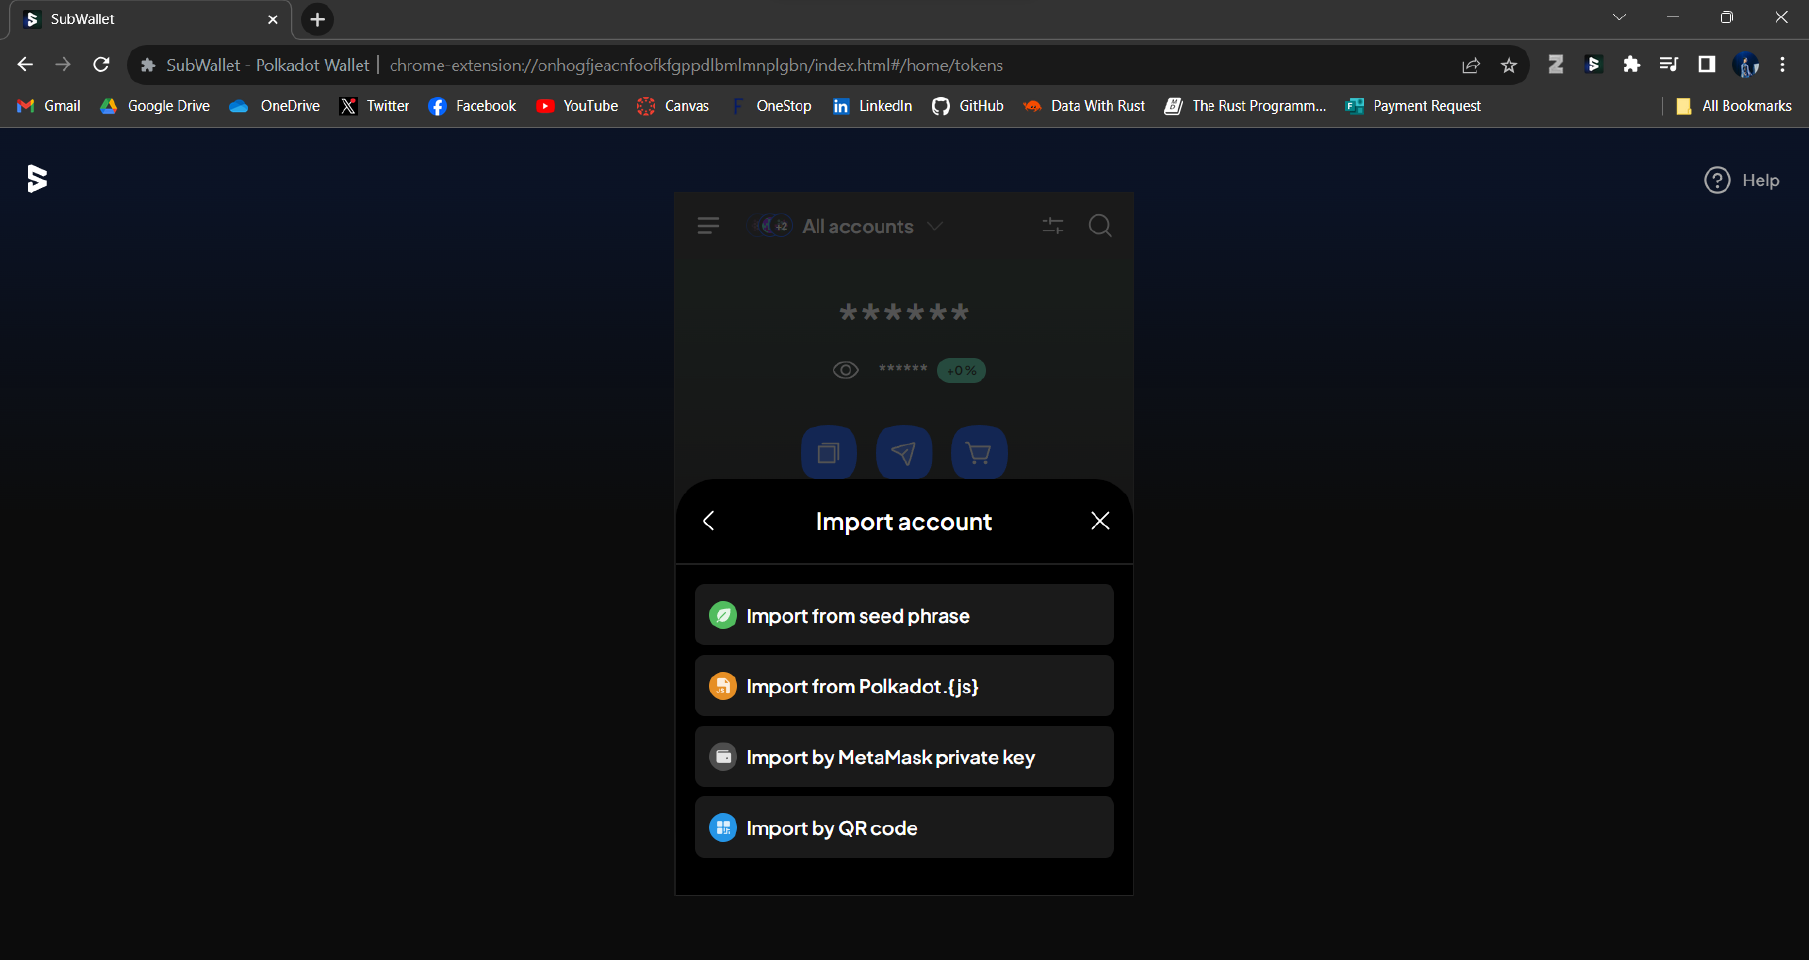 SubWallet
SubWallet - Polkadot Wallet | chrome-extension://onhogfjeacnfoofkfgppdlbmlmnplgbn/index.html#/home/tokens
Gmail Google Drive OneDrive Twitter Facebook YouTube Canvas OneStop LinkedIn GitHub Data With Rust The Rust Programm... Payment Request All Bookmarks
Help
+2 All accounts
******
****** +0%
Import account
Import from seed phrase
Import from Polkadot.{js}
Import by MetaMask private key
Import by QR code